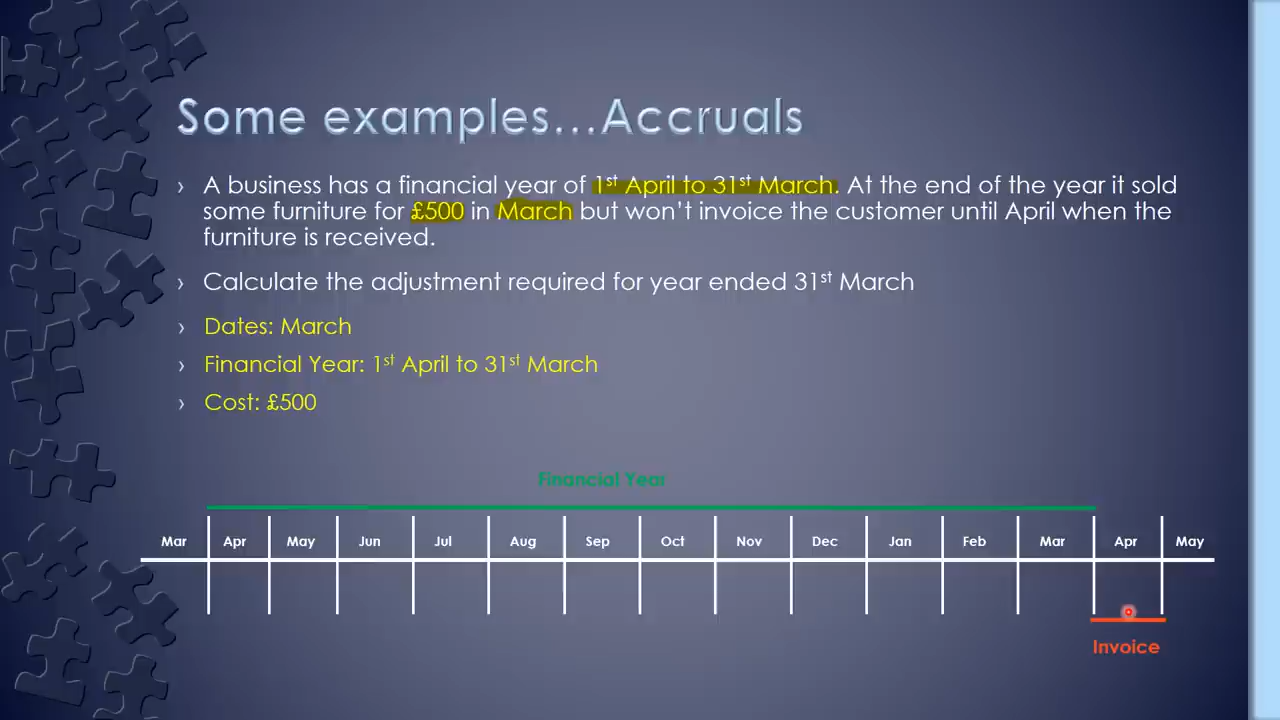 Some examples...Accruals
› A business has a financial year of 1st April to 31st March. At the end of the year it sold
some furniture for £500 in March but won't invoice the customer until April when the
furniture is received.
› Calculate the adjustment required for year ended 31st March
› Dates: March
› Financial Year: 1st April to 31st March
› Cost: £500
Financial Year
Mar Apr May Jun Jul Aug Sep Oct Nov Dec Jan Feb Mar Apr May
Invoice